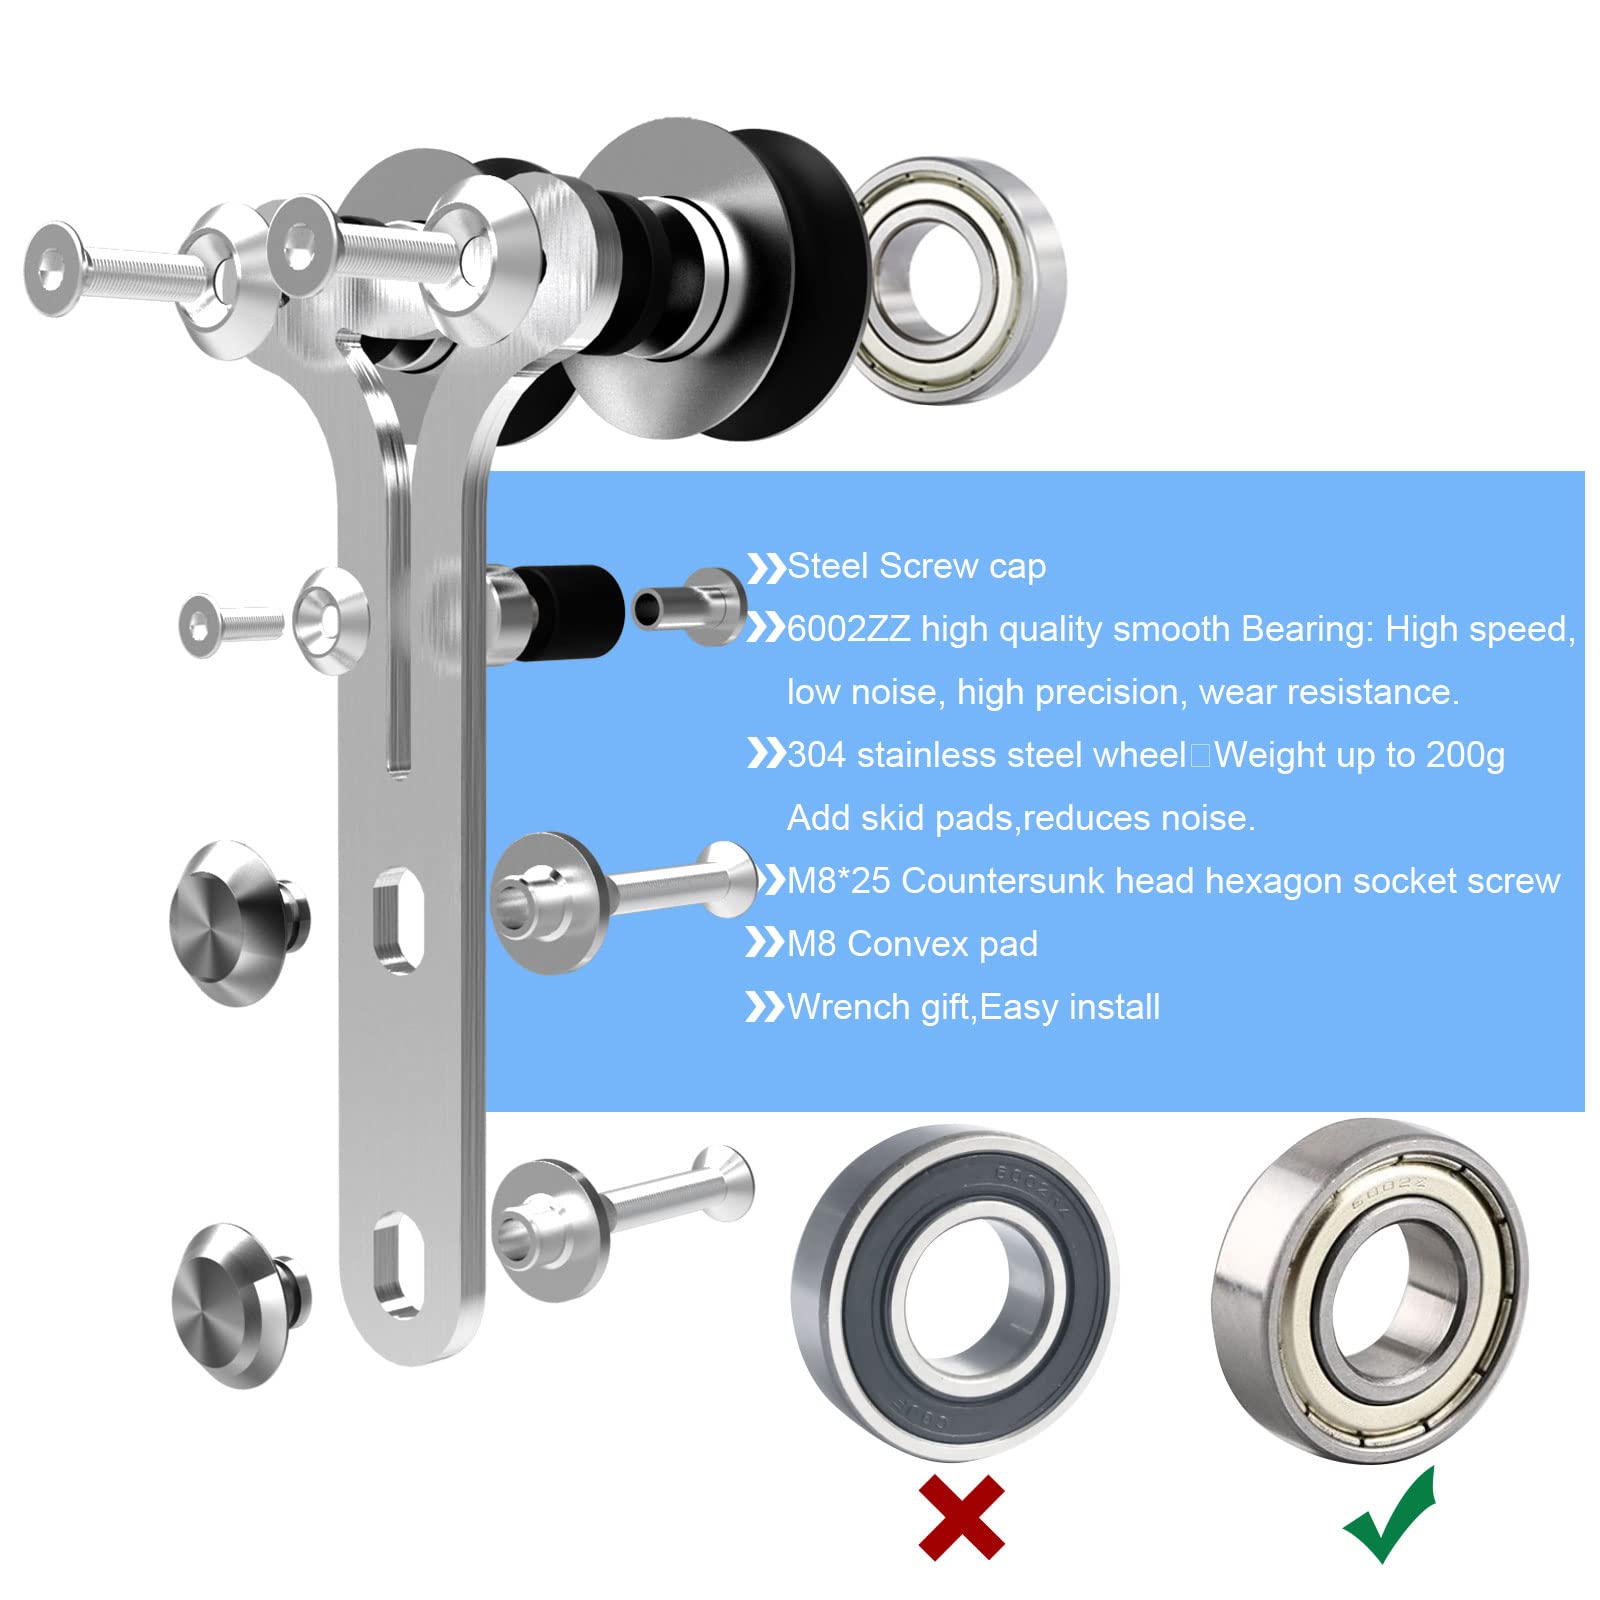 Steel Screw cap
6002ZZ high quality smooth Bearing: High speed,
low noise, high precision, wear resistance.
304 stainless steel wheel□Weight up to 200g
Add skid pads,reduces noise.
M8*25 Countersunk head hexagon socket screw
M8 Convex pad
Wrench gift,Easy install
6002Z